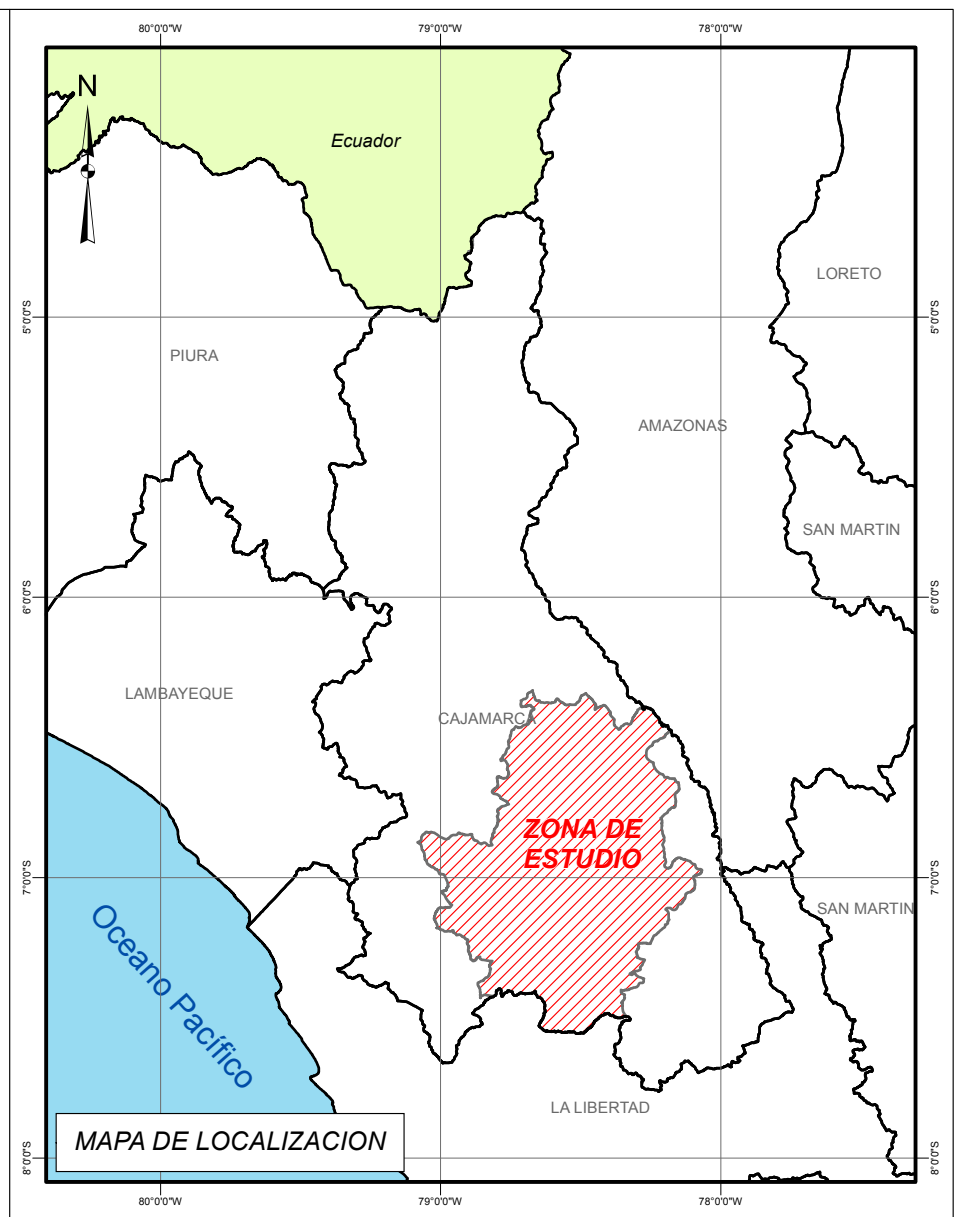 80°0'0"W
79°0'0"W
78°0'0"W
N
Ecuador
LORETO
5°0'0"S
5°0'0"S
PIURA
AMAZONAS
SAN MARTIN
6°0'0"S
6°0'0"S
LAMBAYEQUE
CAJAMARCA
ZONA DE
ESTUDIO
7°0'0"S
7°0'0"S
SAN MARTIN
Oceano Pacífico
LA LIBERTAD
MAPA DE LOCALIZACION
8°0'0"S
8°0'0"S
80°0'0"W
79°0'0"W
78°0'0"W